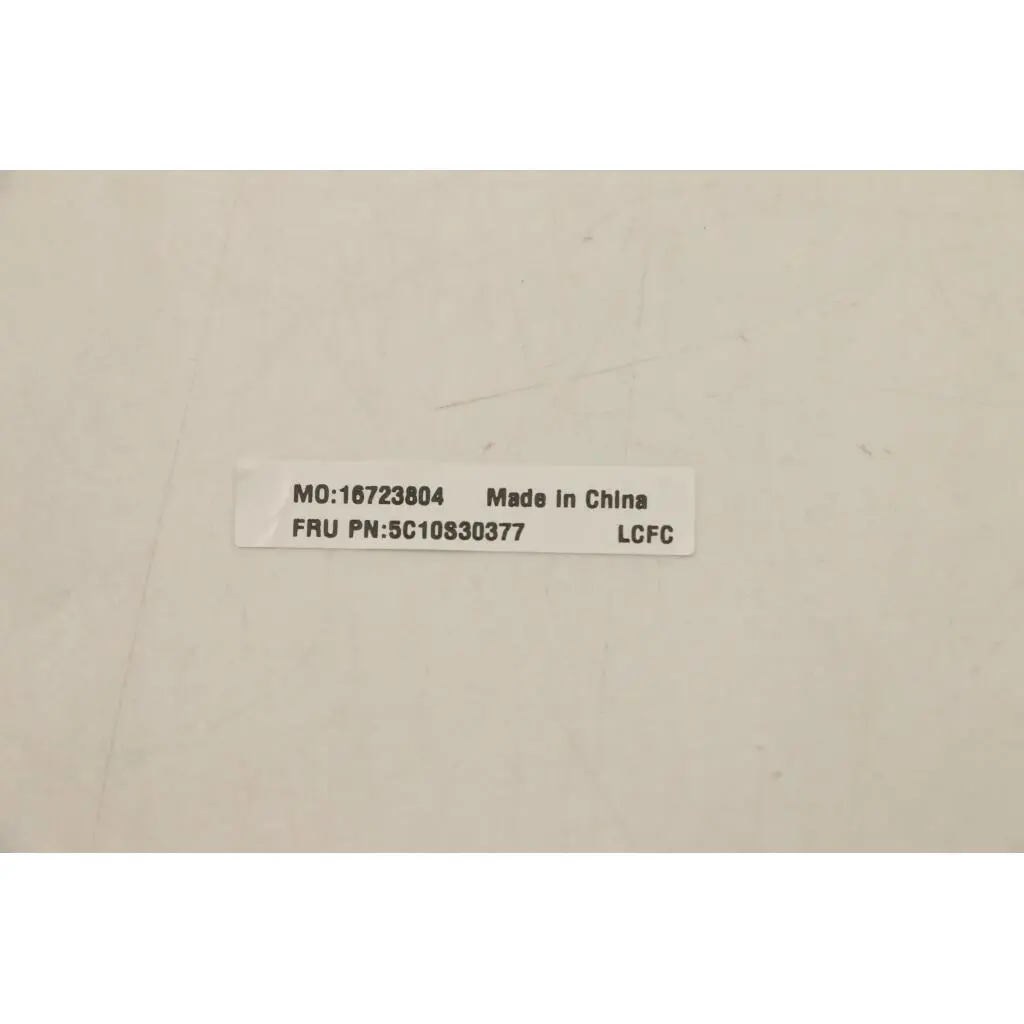 MO:16723804 Made in China
FRU PN:5C10S30377 LCFC